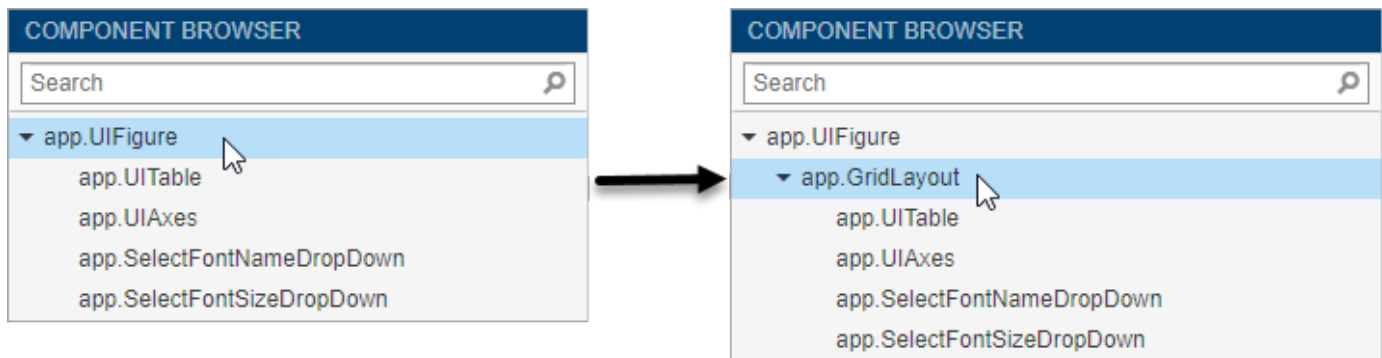 COMPONENT BROWSER
Search
app.UIFigure
app.UITable
app.UIAxes
app.SelectFontNameDropDown
app.SelectFontSizeDropDown
COMPONENT BROWSER
Search
app.UIFigure
app.GridLayout
app.UITable
app.UIAxes
app.SelectFontNameDropDown
app.SelectFontSizeDropDown